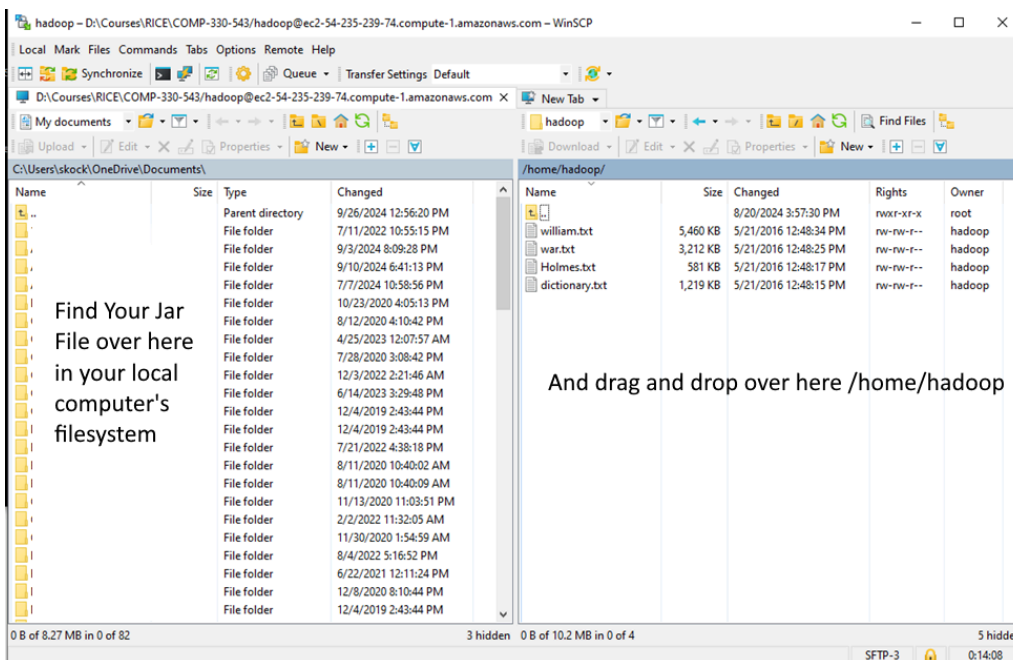 hadoop – D:\Courses\RICE\COMP-330-543/hadoop@ec2-54-235-239-74.compute-1.amazonaws.com – WinSCP
Local Mark Files Commands Tabs Options Remote Help
Synchronize Queue Transfer Settings Default
D:\Courses\RICE\COMP-330-543/hadoop@ec2-54-235-239-74.compute-1.amazonaws.com X New Tab
My documents
Upload Edit Properties New
C:\Users\skock\OneDrive\Documents\
Name Size Type Changed
.. Parent directory 9/26/2024 12:56:20 PM
File folder 7/11/2022 10:55:15 PM
File folder 9/3/2024 8:09:28 PM
File folder 9/10/2024 6:41:13 PM
File folder 7/7/2024 10:58:56 PM
File folder 10/23/2020 4:05:13 PM
File folder 8/12/2020 4:10:42 PM
File folder 4/25/2023 12:07:57 AM
File folder 7/28/2020 3:08:42 PM
File folder 12/3/2022 2:21:46 AM
File folder 6/14/2023 3:29:48 PM
File folder 12/4/2019 2:43:44 PM
File folder 12/4/2019 2:43:44 PM
File folder 7/21/2022 4:38:18 PM
File folder 8/11/2020 10:40:02 AM
File folder 8/11/2020 10:40:09 AM
File folder 11/13/2020 11:03:51 PM
File folder 2/2/2022 11:32:05 AM
File folder 11/30/2020 1:54:59 AM
File folder 8/4/2022 5:16:52 PM
File folder 6/22/2021 12:11:24 PM
File folder 12/8/2020 8:10:44 PM
File folder 12/4/2019 2:43:44 PM
Find Your Jar
File over here
in your local
computer's
filesystem
0 B of 8.27 MB in 0 of 82 3 hidden
hadoop Find Files
Download Edit Properties New
/home/hadoop/
Name Size Changed Rights Owner
.. 8/20/2024 3:57:30 PM rwxr-xr-x root
william.txt 5,460 KB 5/21/2016 12:48:34 PM rw-rw-r-- hadoop
war.txt 3,212 KB 5/21/2016 12:48:25 PM rw-rw-r-- hadoop
Holmes.txt 581 KB 5/21/2016 12:48:17 PM rw-rw-r-- hadoop
dictionary.txt 1,219 KB 5/21/2016 12:48:15 PM rw-rw-r-- hadoop
And drag and drop over here /home/hadoop
0 B of 10.2 MB in 0 of 4 5 hidde
SFTP-3 0:14:08